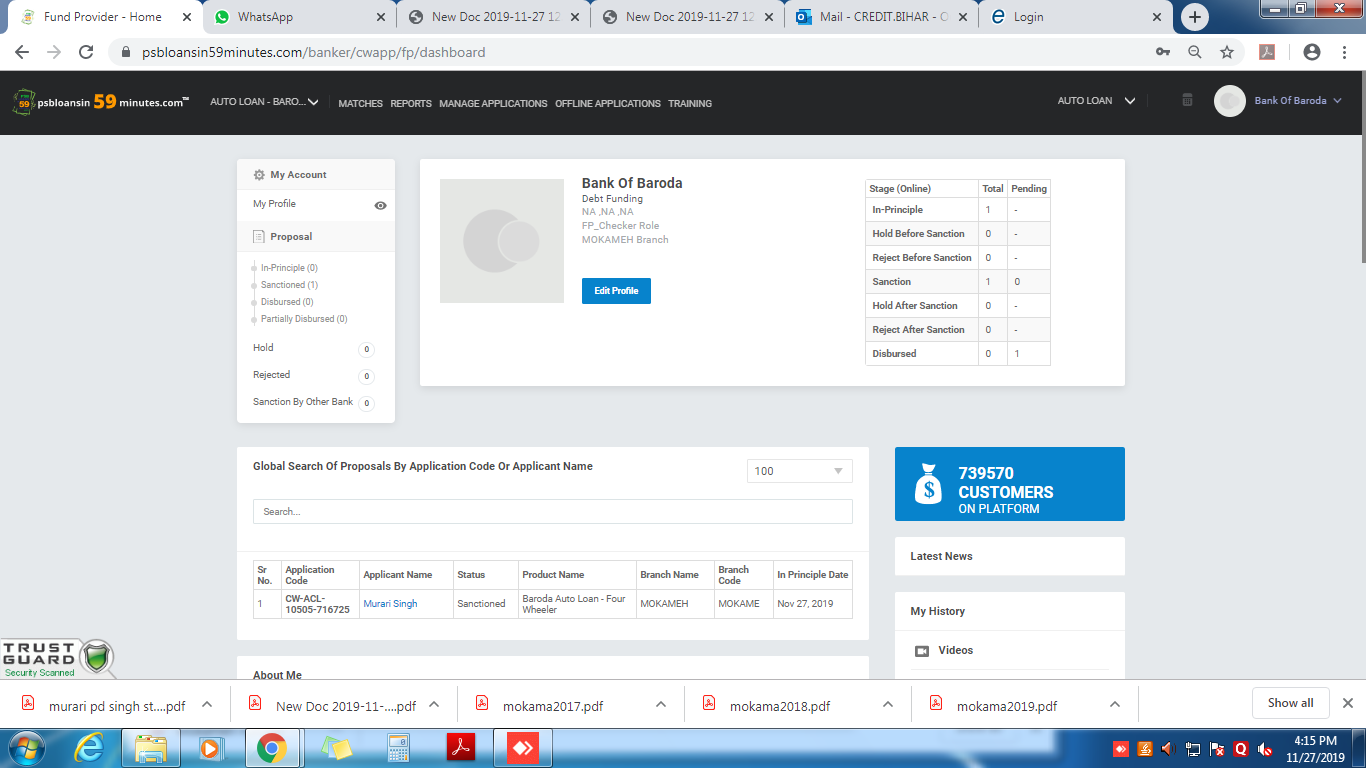 Fund Provider - Home
WhatsApp
New Doc 2019-11-27 12
New Doc 2019-11-27 12
Mail - CREDIT.BIHAR - O
Login
psbloansin59minutes.com/banker/cwapp/fp/dashboard
psbloansin 59 minutes.com™
AUTO LOAN - BARO...
MATCHES
REPORTS
MANAGE APPLICATIONS
OFFLINE APPLICATIONS
TRAINING
AUTO LOAN
Bank Of Baroda
My Account
My Profile
Proposal
In-Principle (0)
Sanctioned (1)
Disbursed (0)
Partially Disbursed (0)
Hold 0
Rejected 0
Sanction By Other Bank 0
Bank Of Baroda
Debt Funding
NA ,NA ,NA
FP_Checker Role
MOKAMEH Branch
Edit Profile
Stage (Online) Total Pending
In-Principle 1 -
Hold Before Sanction 0 -
Reject Before Sanction 0 -
Sanction 1 0
Hold After Sanction 0 -
Reject After Sanction 0 -
Disbursed 0 1
Global Search Of Proposals By Application Code Or Applicant Name
100
Search...
Sr No. Application Code Applicant Name Status Product Name Branch Name Branch Code In Principle Date
1 CW-ACL-10505-716725 Murari Singh Sanctioned Baroda Auto Loan - Four Wheeler MOKAMEH MOKAME Nov 27, 2019
739570
CUSTOMERS
ON PLATFORM
Latest News
My History
Videos
About Me
TRUST
GUARD
Security Scanned
murari pd singh st....pdf
New Doc 2019-11-....pdf
mokama2017.pdf
mokama2018.pdf
mokama2019.pdf
Show all
4:15 PM
11/27/2019